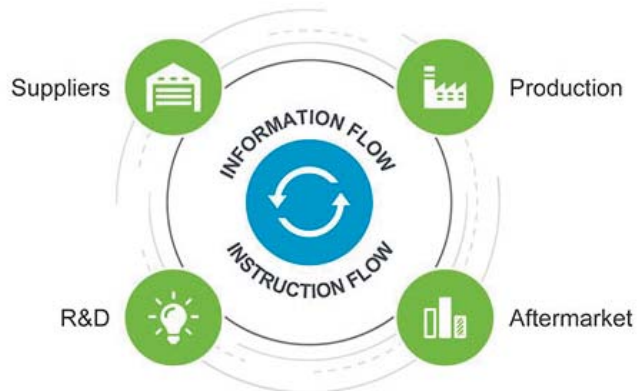 Suppliers
Production
INFORMATION FLOW
INSTRUCTION FLOW
R&D
Aftermarket